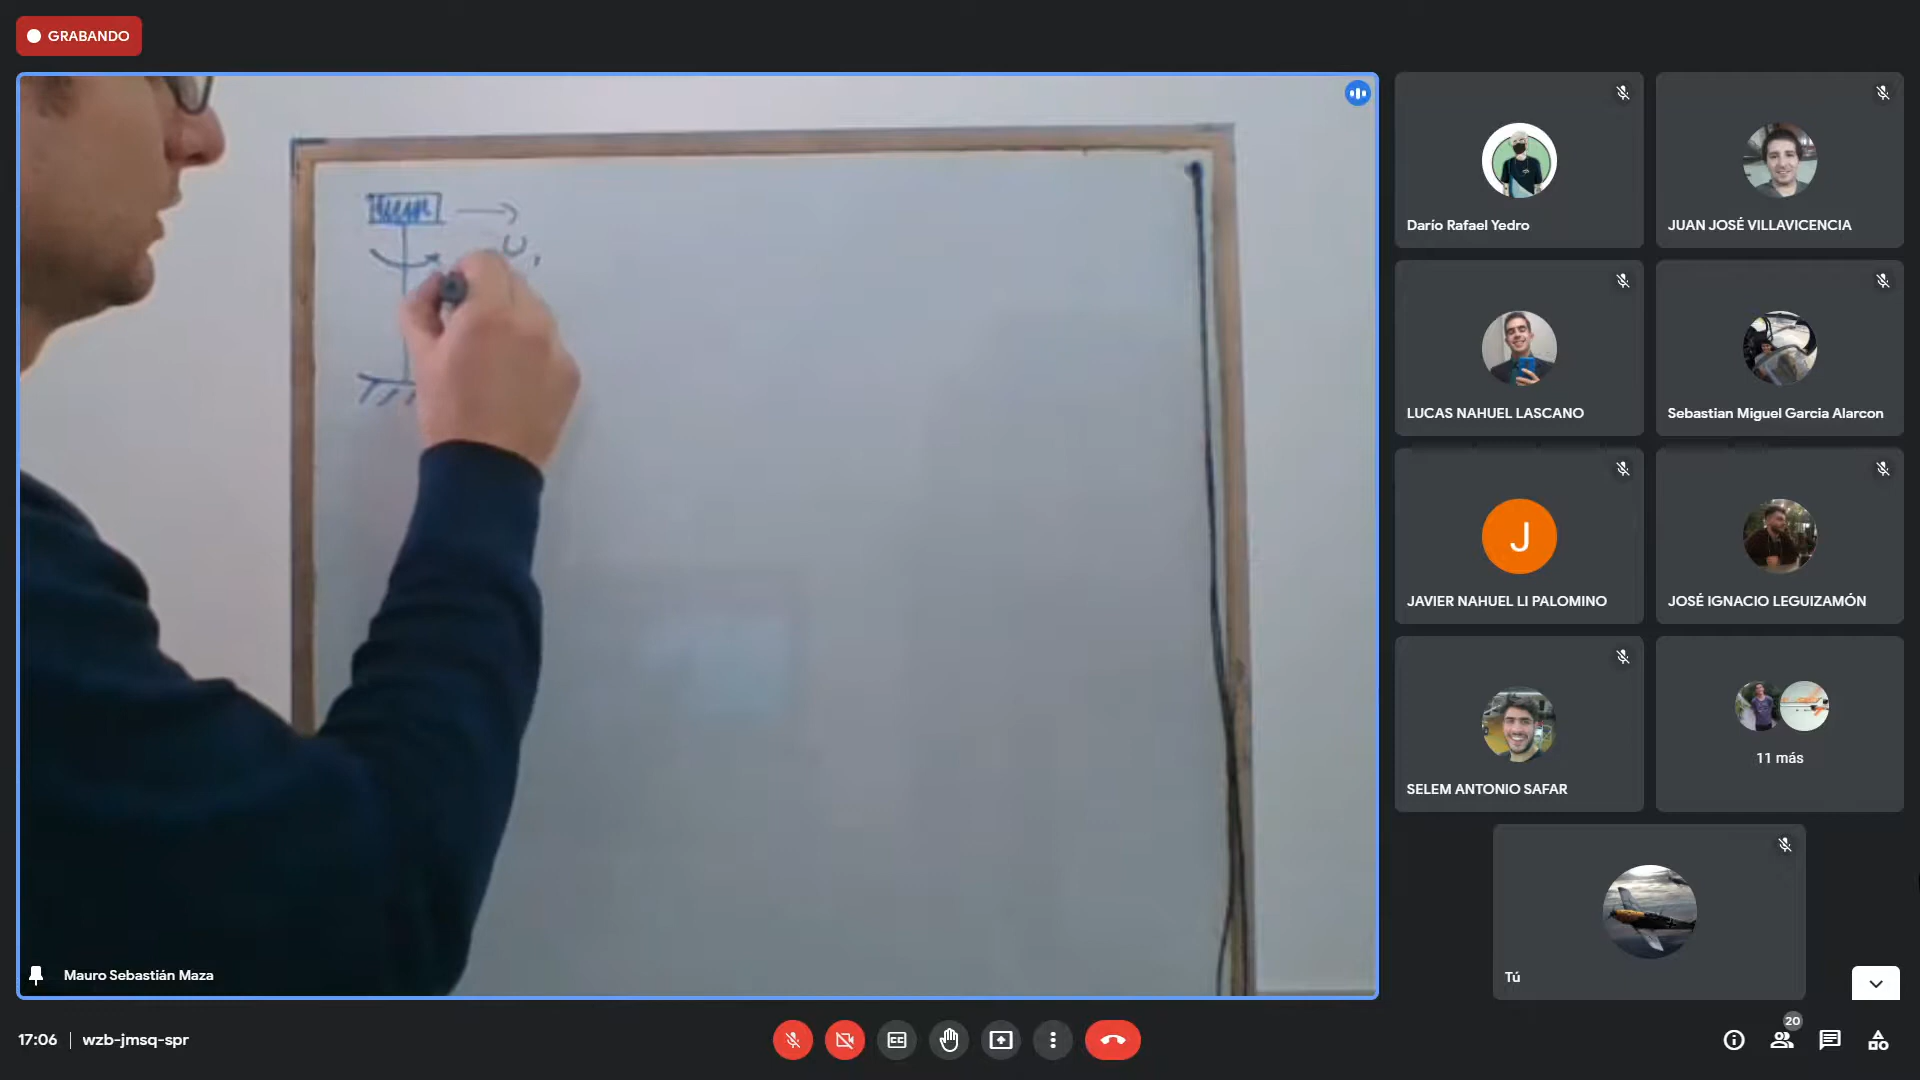 GRABANDO
U,
Darío Rafael Yedro
JUAN JOSÉ VILLAVICENCIA
LUCAS NAHUEL LASCANO
Sebastian Miguel Garcia Alarcon
J
JAVIER NAHUEL LI PALOMINO
JOSÉ IGNACIO LEGUIZAMÓN
SELEM ANTONIO SAFAR
11 más
Mauro Sebastián Maza
Tú
17:06 | wzb-jmsq-spr
CC
20